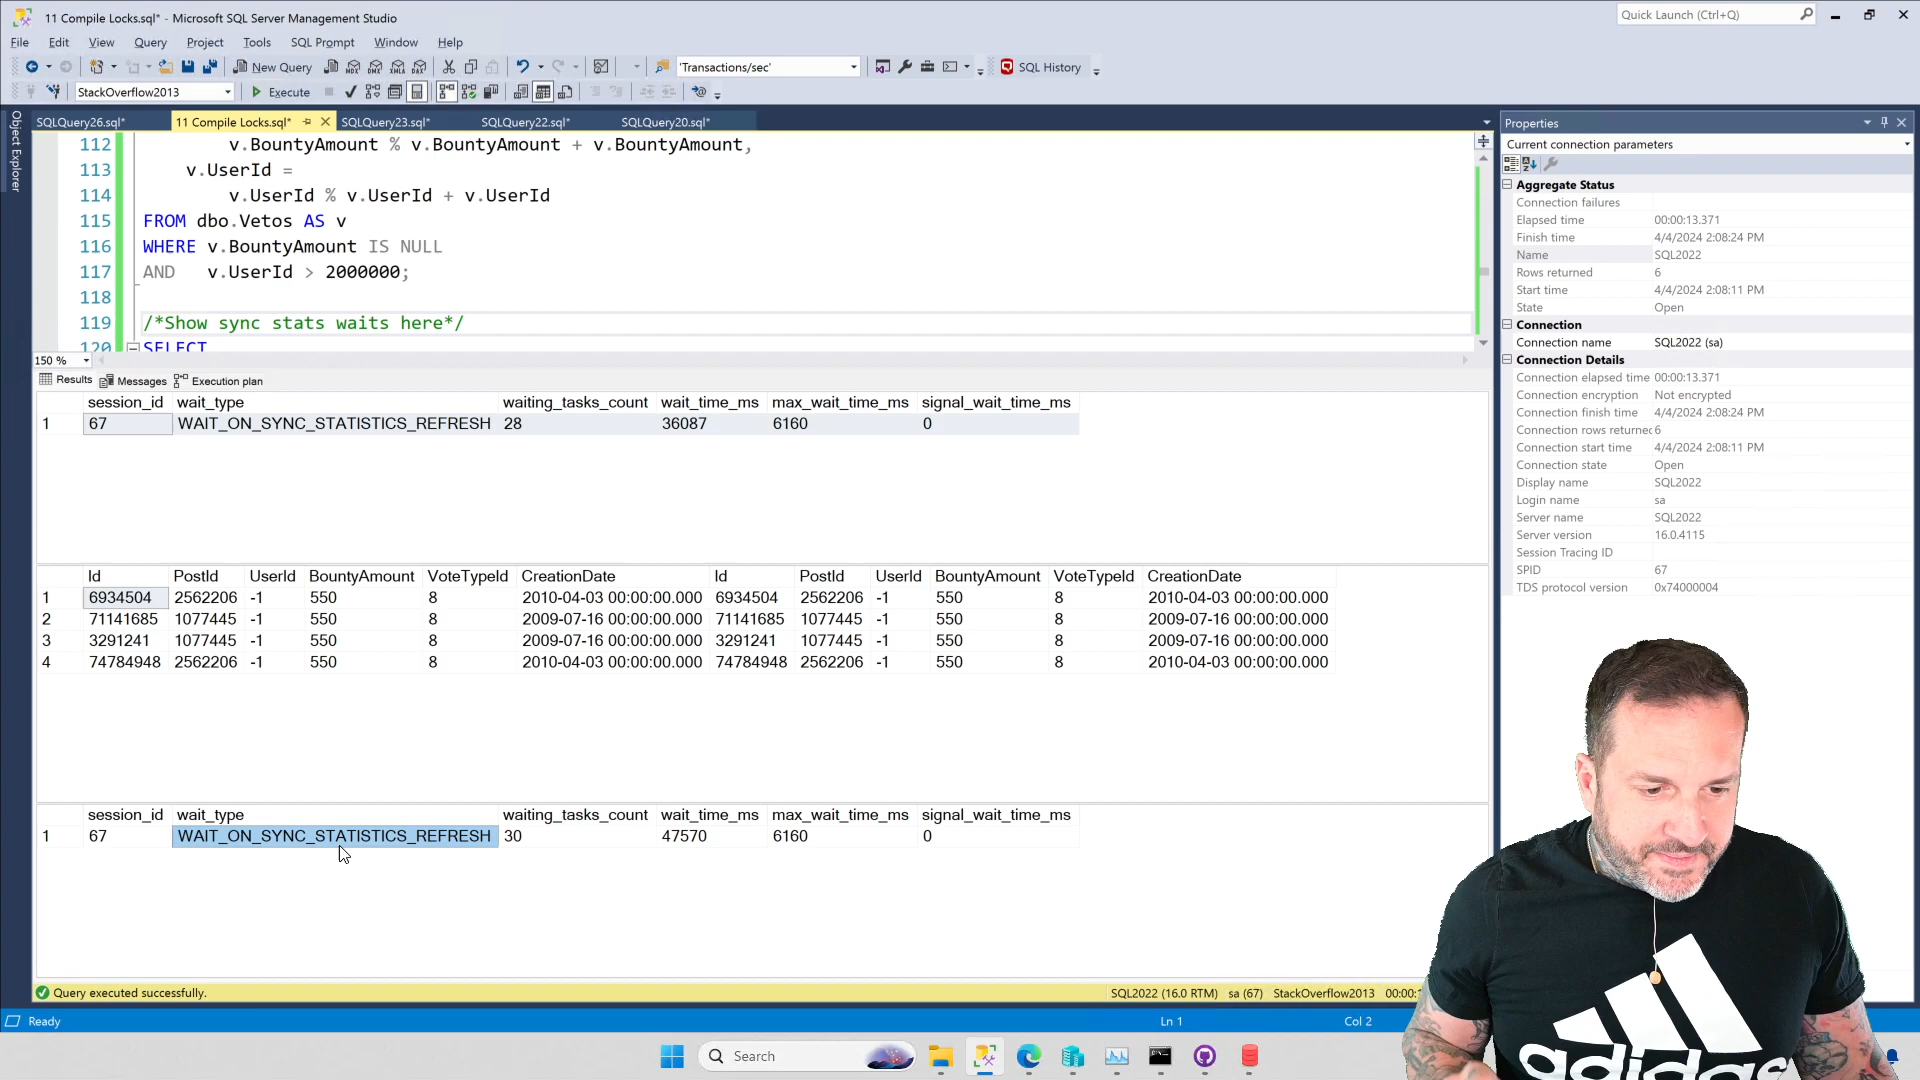 11 Compile Locks.sql* - Microsoft SQL Server Management Studio
Quick Launch (Ctrl+Q)
File Edit View Query Project Tools SQL Prompt Window Help
New Query
'Transactions/sec'
SQL History
StackOverflow2013
Execute
SQLQuery26.sql* 11 Compile Locks.sql* SQLQuery23.sql* SQLQuery22.sql* SQLQuery20.sql*
Object Explorer
112 v.BountyAmount % v.BountyAmount + v.BountyAmount,
113 v.UserId =
114 v.UserId % v.UserId + v.UserId
115 FROM dbo.Vetos AS v
116 WHERE v.BountyAmount IS NULL
117 AND v.UserId > 2000000;
118
119 /*Show sync stats waits here*/
120 SELECT
150 %
Results Messages Execution plan
session_id wait_type waiting_tasks_count wait_time_ms max_wait_time_ms signal_wait_time_ms
1 67 WAIT_ON_SYNC_STATISTICS_REFRESH 28 36087 6160 0
Id PostId UserId BountyAmount VoteTypeId CreationDate Id PostId UserId BountyAmount VoteTypeId CreationDate
1 6934504 2562206 -1 550 8 2010-04-03 00:00:00.000 6934504 2562206 -1 550 8 2010-04-03 00:00:00.000
2 71141685 1077445 -1 550 8 2009-07-16 00:00:00.000 71141685 1077445 -1 550 8 2009-07-16 00:00:00.000
3 3291241 1077445 -1 550 8 2009-07-16 00:00:00.000 3291241 1077445 -1 550 8 2009-07-16 00:00:00.000
4 74784948 2562206 -1 550 8 2010-04-03 00:00:00.000 74784948 2562206 -1 550 8 2010-04-03 00:00:00.000
session_id wait_type waiting_tasks_count wait_time_ms max_wait_time_ms signal_wait_time_ms
1 67 WAIT_ON_SYNC_STATISTICS_REFRESH 30 47570 6160 0
Query executed successfully.
SQL2022 (16.0 RTM) sa (67) StackOverflow2013
Ready
Ln 1 Col 2
Search
Properties
Current connection parameters
Aggregate Status
Connection failures
Elapsed time 00:00:13.371
Finish time 4/4/2024 2:08:24 PM
Name SQL2022
Rows returned 6
Start time 4/4/2024 2:08:11 PM
State Open
Connection
Connection name SQL2022 (sa)
Connection Details
Connection elapsed time 00:00:13.371
Connection encryption Not encrypted
Connection finish time 4/4/2024 2:08:24 PM
Connection rows returned 6
Connection start time 4/4/2024 2:08:11 PM
Connection state Open
Display name SQL2022
Login name sa
Server name SQL2022
Server version 16.0.4115
Session Tracing ID
SPID 67
TDS protocol version 0x74000004
adidas